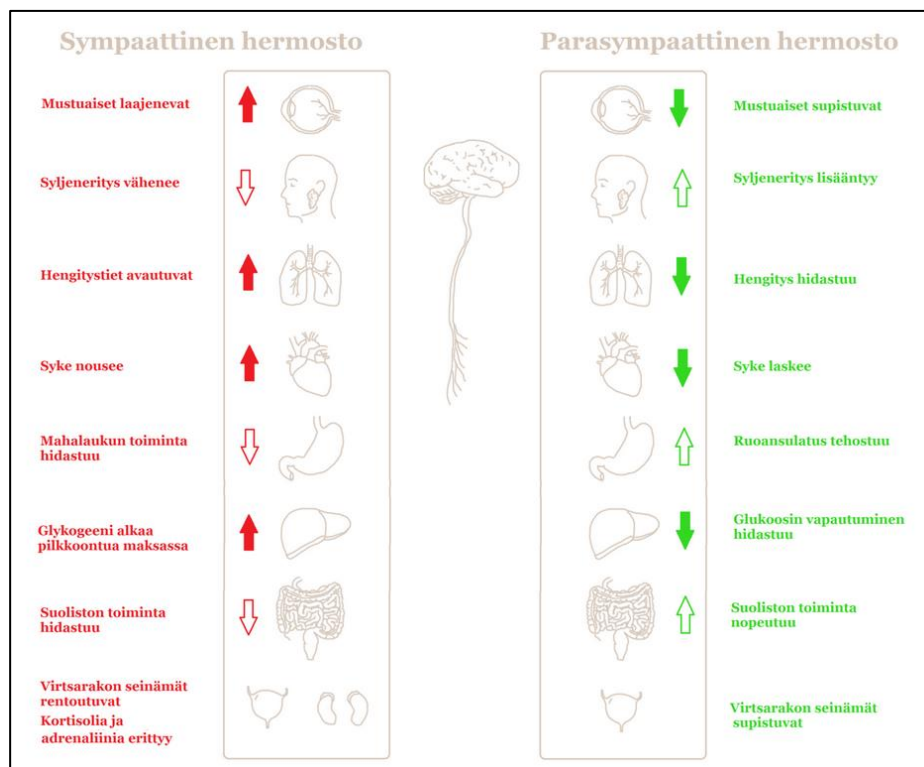 Sympaattinen hermosto
Mustuaiset laajenevat
Syljeneritys vähenee
Hengitystiet avautuvat
Syke nousee
Mahalaukun toiminta
hidastuu
Glykogeeni alkaa
pilkkoontua maksassa
Suoliston toiminta
hidastuu
Virtsarakon seinämät
rentoutuvat
Kortisolia ja
adrenaliinia erittyy
Parasympaattinen hermosto
Mustuaiset supistuvat
Syljeneritys lisääntyy
Hengitys hidastuu
Syke laskee
Ruoansulatus tehostuu
Glukoosin vapautuminen
hidastuu
Suoliston toiminta
nopeutuu
Virtsarakon seinämät
supistuvat